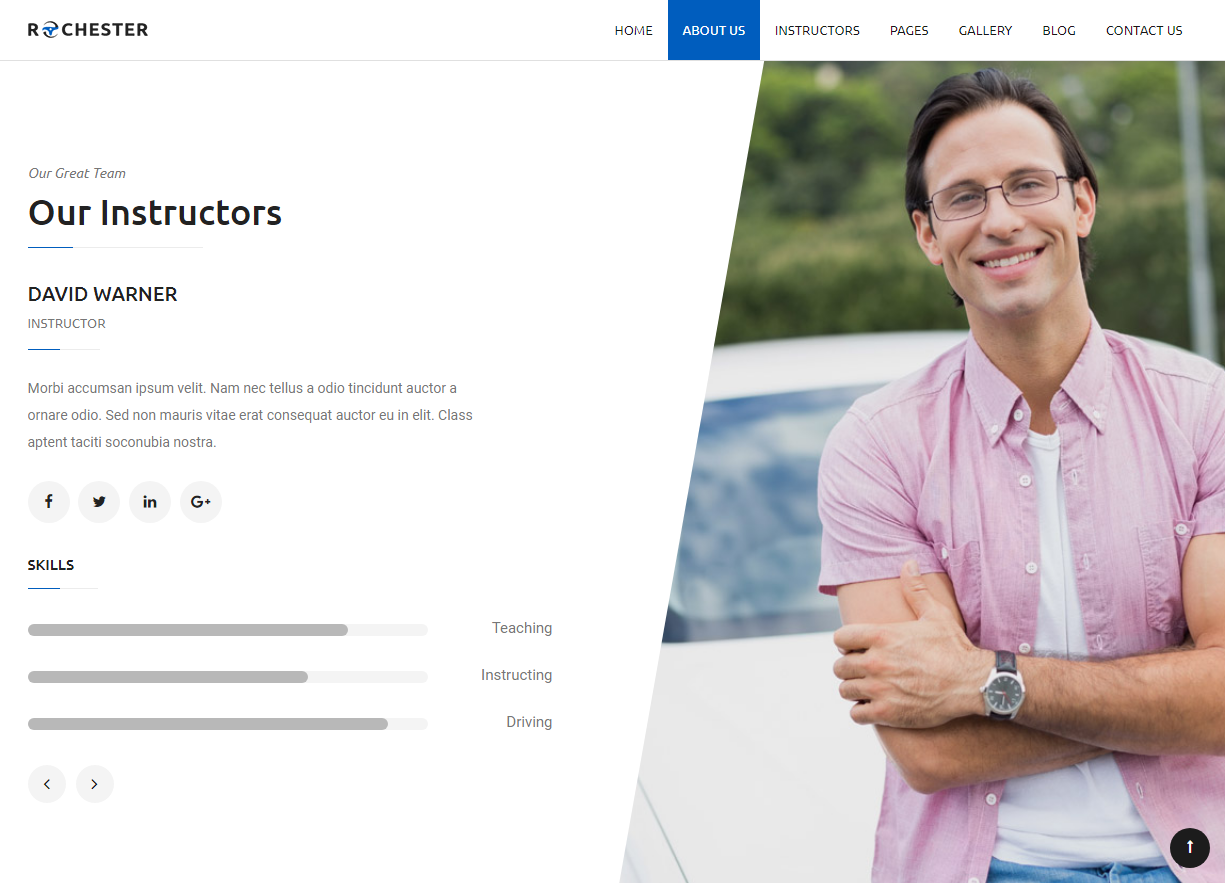 ROCHESTER
HOME ABOUT US INSTRUCTORS PAGES GALLERY BLOG CONTACT US
Our Great Team
Our Instructors
DAVID WARNER
INSTRUCTOR
Morbi accumsan ipsum velit. Nam nec tellus a odio tincidunt auctor a
ornare odio. Sed non mauris vitae erat consequat auctor eu in elit. Class
aptent taciti soconubia nostra.
SKILLS
Teaching
Instructing
Driving